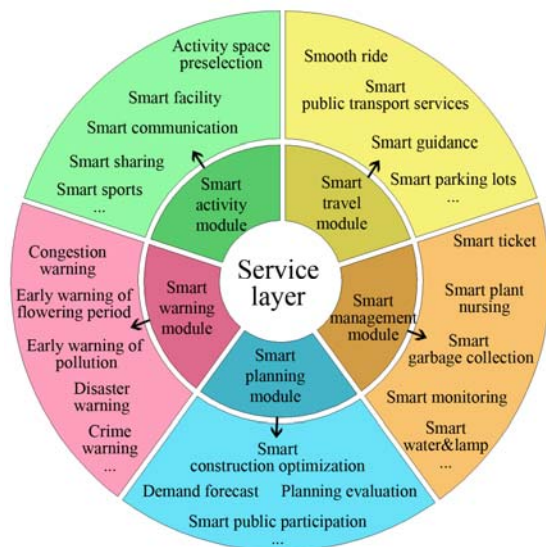 Activity space
preselection
Smart facility
Smart communication
Smart sharing
Smart sports
...
Smart
activity module
Smooth ride
Smart
public transport services
Smart guidance
Smart parking lots
...
Smart
travel module
Service
layer
Congestion
warning
Early warning of
flowering period
Early warning of
pollution
Disaster
warning
Crime
warning
...
Smart
warning
module
Smart
management
module
Smart ticket
Smart plant
nursing
Smart
garbage collection
Smart monitoring
Smart
water&lamp
...
Smart
planning
module
Smart
construction optimization
Demand forecast
Planning evaluation
Smart public participation
...